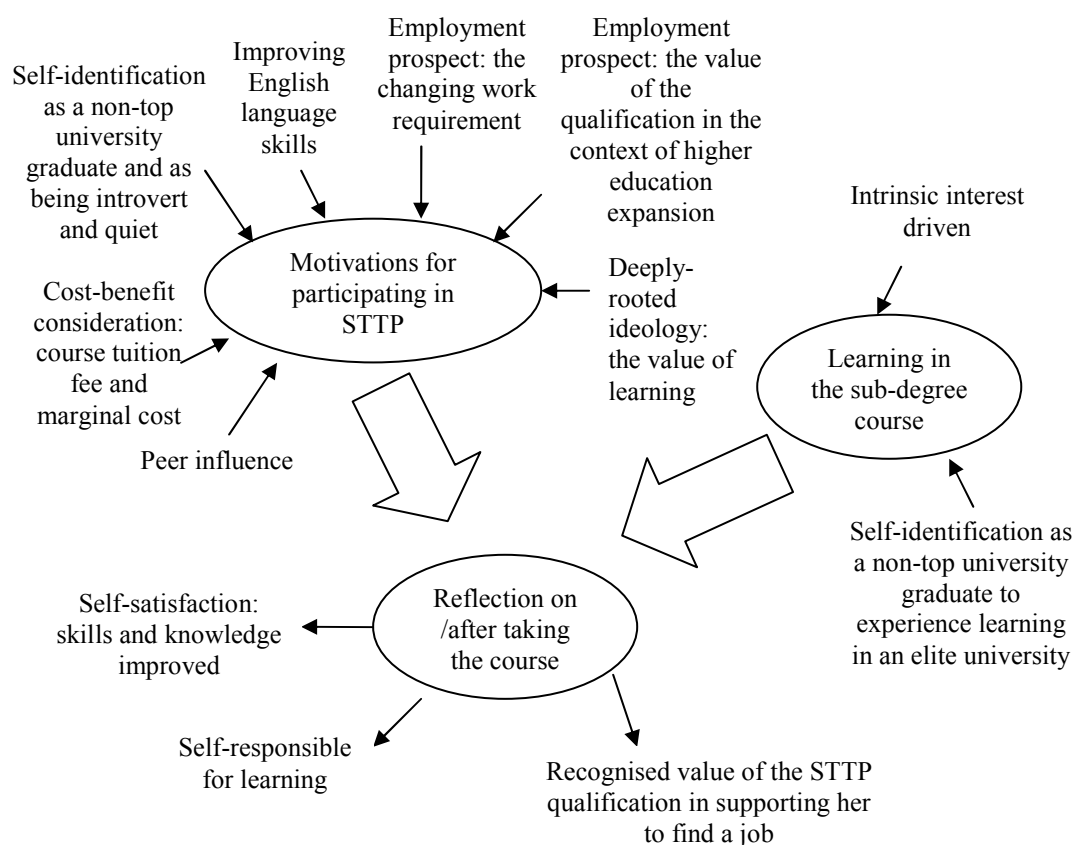 Self-identification
as a non-top
university
graduate and as
being introvert
and quiet
Improving
English
language
skills
Employment
prospect: the
changing work
requirement
Employment
prospect: the value
of the
qualification in the
context of higher
education
expansion
Motivations for
participating in
STTP
Cost-benefit
consideration:
course tuition
fee and
marginal cost
Peer influence
Deeply-
rooted
ideology:
the value of
learning
Intrinsic interest
driven
Learning in
the sub-degree
course
Self-identification as
a non-top university
graduate to
experience learning
in an elite university
Reflection on
/after taking
the course
Self-satisfaction:
skills and knowledge
improved
Self-responsible
for learning
Recognised value of the STTP
qualification in supporting her
to find a job